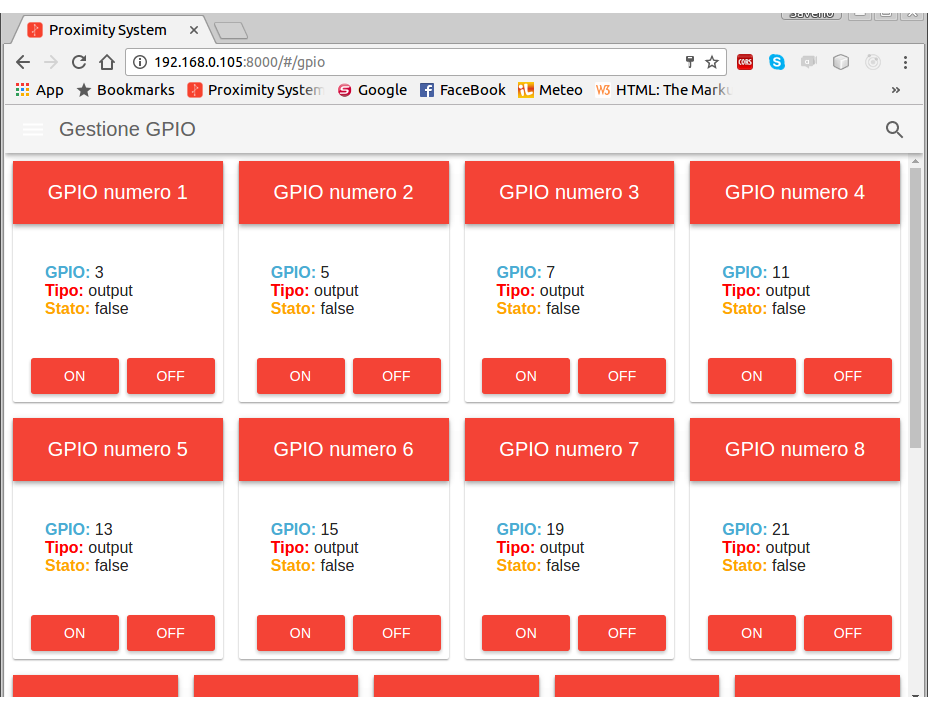 Saverio
Proximity System
192.168.0.105:8000/#/gpio
CORS
App Bookmarks Proximity System Google FaceBook Meteo W3 HTML: The Marku »
Gestione GPIO
GPIO numero 1 GPIO numero 2 GPIO numero 3 GPIO numero 4
GPIO: 3 GPIO: 5 GPIO: 7 GPIO: 11
Tipo: output Tipo: output Tipo: output Tipo: output
Stato: false Stato: false Stato: false Stato: false
ON OFF ON OFF ON OFF ON OFF
GPIO numero 5 GPIO numero 6 GPIO numero 7 GPIO numero 8
GPIO: 13 GPIO: 15 GPIO: 19 GPIO: 21
Tipo: output Tipo: output Tipo: output Tipo: output
Stato: false Stato: false Stato: false Stato: false
ON OFF ON OFF ON OFF ON OFF